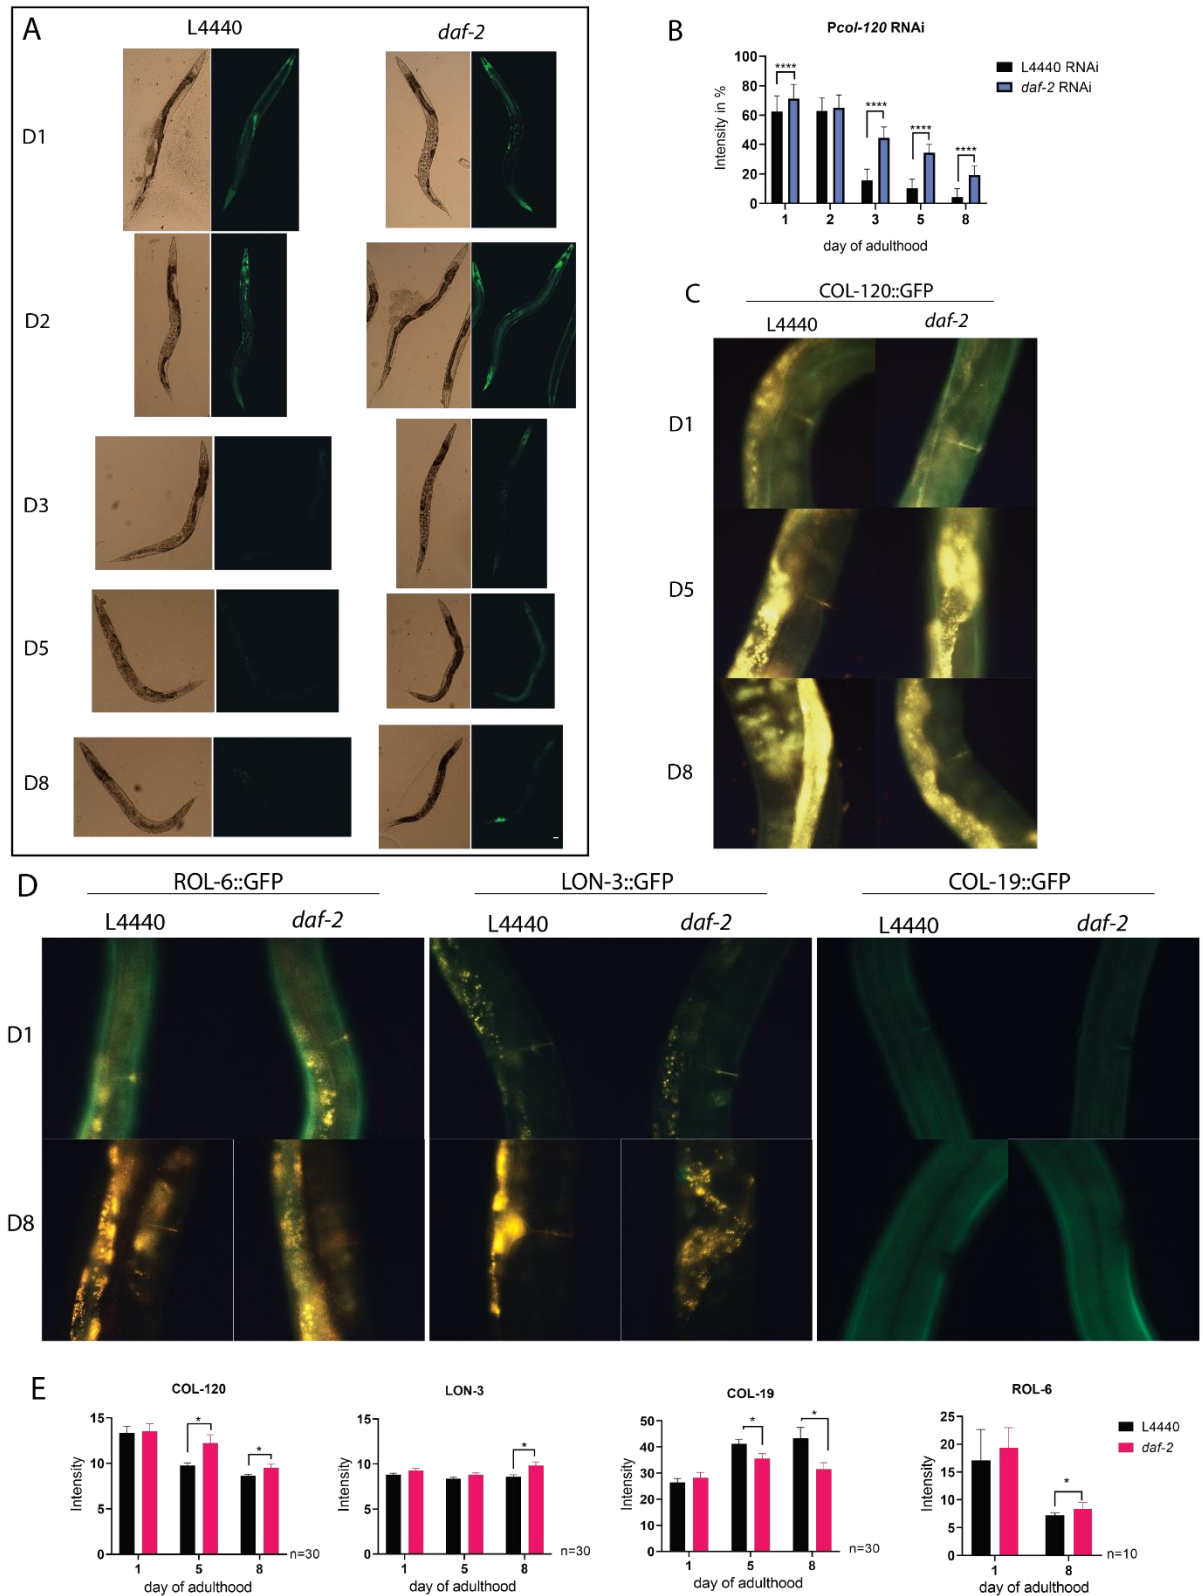 A
L4440
daf-2
D1
D2
D3
D5
D8
B
Pcol-120 RNAi
Intensity in %
100
80
60
40
20
0
****
****
****
****
1
2
3
5
8
day of adulthood
L4440 RNAi
daf-2 RNAi
C
COL-120::GFP
L4440
daf-2
D1
D5
D8
D
ROL-6::GFP
LON-3::GFP
COL-19::GFP
L4440
daf-2
L4440
daf-2
L4440
daf-2
D1
D8
E
COL-120
Intensity
15
10
5
0
*
*
1
5
8
n=30
day of adulthood
LON-3
Intensity
15
10
5
0
*
1
5
8
n=30
day of adulthood
COL-19
Intensity
50
40
30
20
10
0
*
*
1
5
8
n=30
day of adulthood
ROL-6
Intensity
25
20
15
10
5
0
*
1
8
n=10
day of adulthood
L4440
daf-2